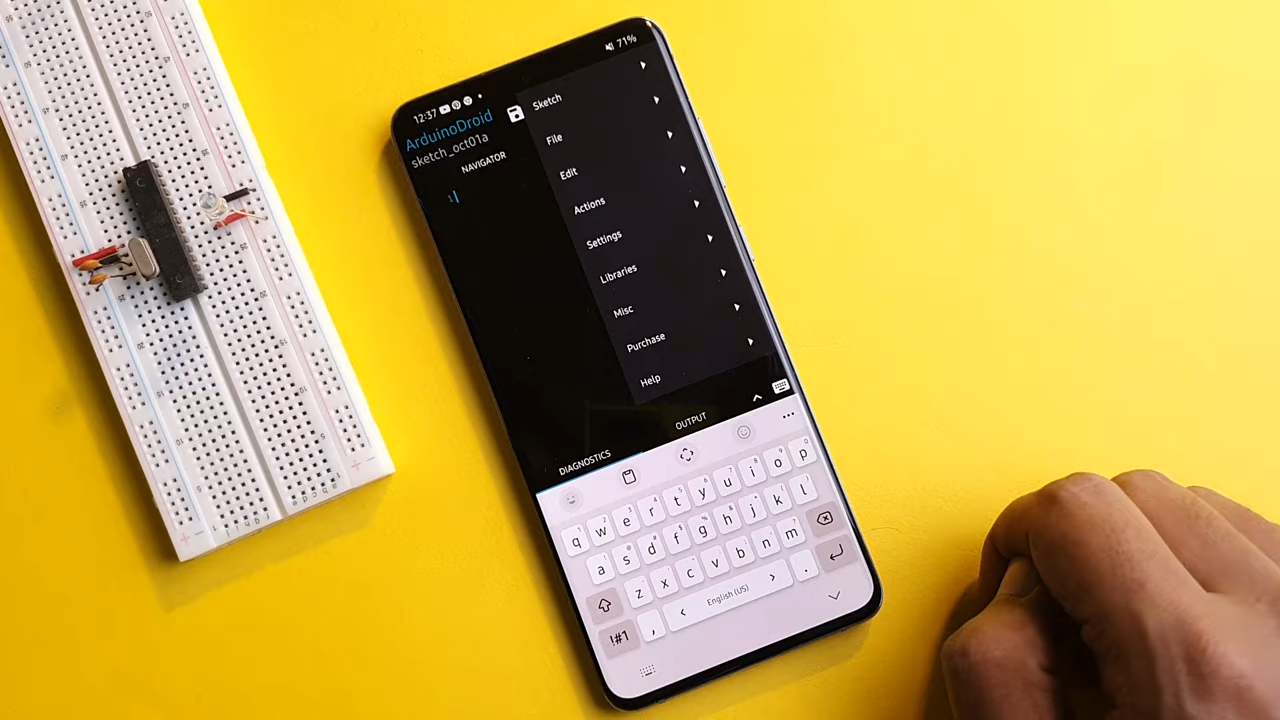 12:37
71%
ArduinoDroid
sketch_oct01a
NAVIGATOR
1
Sketch
File
Edit
Actions
Settings
Libraries
Misc
Purchase
Help
DIAGNOSTICS
OUTPUT
q w e r t y u i o p
a s d f g h j k l
z x c v b n m
!#1 , English (US) .